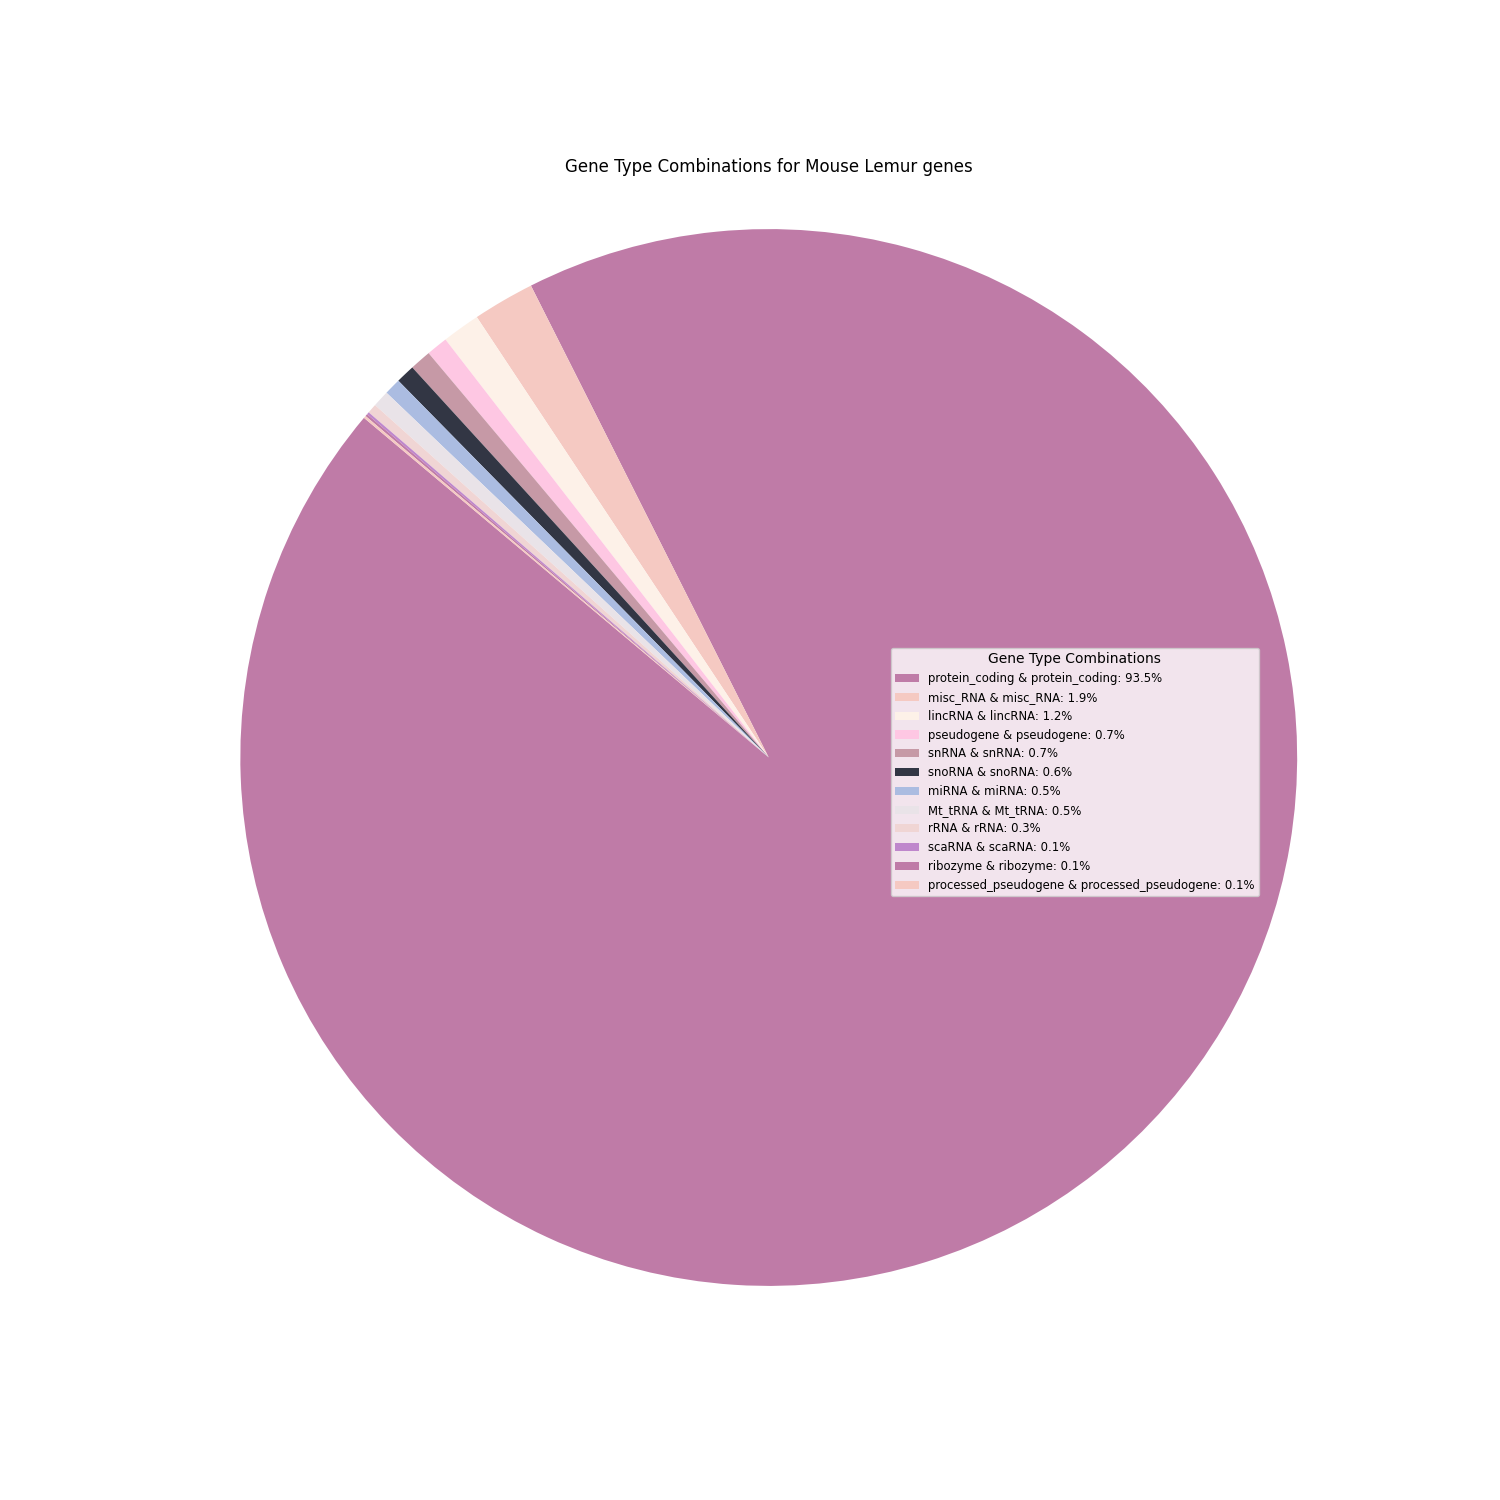 Gene Type Combinations for Mouse Lemur genes
Gene Type Combinations
protein_coding & protein_coding: 93.5%
misc_RNA & misc_RNA: 1.9%
lincRNA & lincRNA: 1.2%
pseudogene & pseudogene: 0.7%
snRNA & snRNA: 0.7%
snoRNA & snoRNA: 0.6%
miRNA & miRNA: 0.5%
Mt_tRNA & Mt_tRNA: 0.5%
rRNA & rRNA: 0.3%
scaRNA & scaRNA: 0.1%
ribozyme & ribozyme: 0.1%
processed_pseudogene & processed_pseudogene: 0.1%